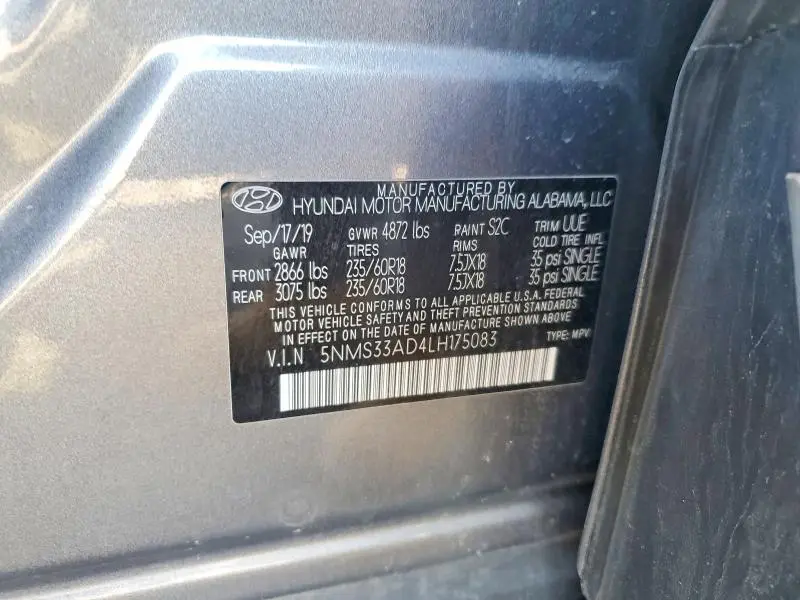 MANUFACTURED BY
HYUNDAI MOTOR MANUFACTURING ALABAMA, LLC
Sep/17/19 GVWR 4872 lbs PAINT S2C TRIM UUE
GAWR TIRES RIMS COLD TIRE INFL
FRONT 2866 lbs 235/60R18 7.5JX18 35 psi SINGLE
REAR 3075 lbs 235/60R18 7.5JX18 35 psi SINGLE
THIS VEHICLE CONFORMS TO ALL APPLICABLE U.S.A. FEDERAL
MOTOR VEHICLE SAFETY AND THEFT PREVENTION STANDARDS
IN EFFECT ON THE DATE OF MANUFACTURE SHOWN ABOVE
V.I.N 5NMS33AD4LH175083 TYPE: MPV